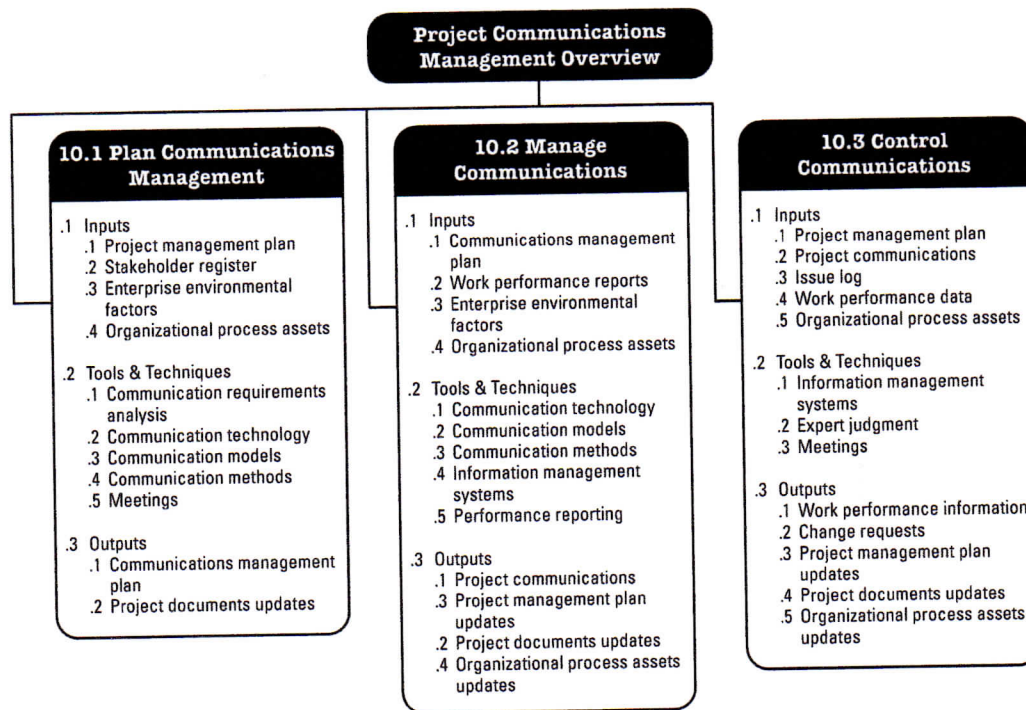 Project Communications
Management Overview
10.1 Plan Communications
Management
.1 Inputs
.1 Project management plan
.2 Stakeholder register
.3 Enterprise environmental
factors
.4 Organizational process assets
.2 Tools & Techniques
.1 Communication requirements
analysis
.2 Communication technology
.3 Communication models
.4 Communication methods
.5 Meetings
.3 Outputs
.1 Communications management
plan
.2 Project documents updates
10.2 Manage
Communications
.1 Inputs
.1 Communications management
plan
.2 Work performance reports
.3 Enterprise environmental
factors
.4 Organizational process assets
.2 Tools & Techniques
.1 Communication technology
.2 Communication models
.3 Communication methods
.4 Information management
systems
.5 Performance reporting
.3 Outputs
.1 Project communications
.3 Project management plan
updates
.2 Project documents updates
.4 Organizational process assets
updates
10.3 Control
Communications
.1 Inputs
.1 Project management plan
.2 Project communications
.3 Issue log
.4 Work performance data
.5 Organizational process assets
.2 Tools & Techniques
.1 Information management
systems
.2 Expert judgment
.3 Meetings
.3 Outputs
.1 Work performance information
.2 Change requests
.3 Project management plan
updates
.4 Project documents updates
.5 Organizational process assets
updates